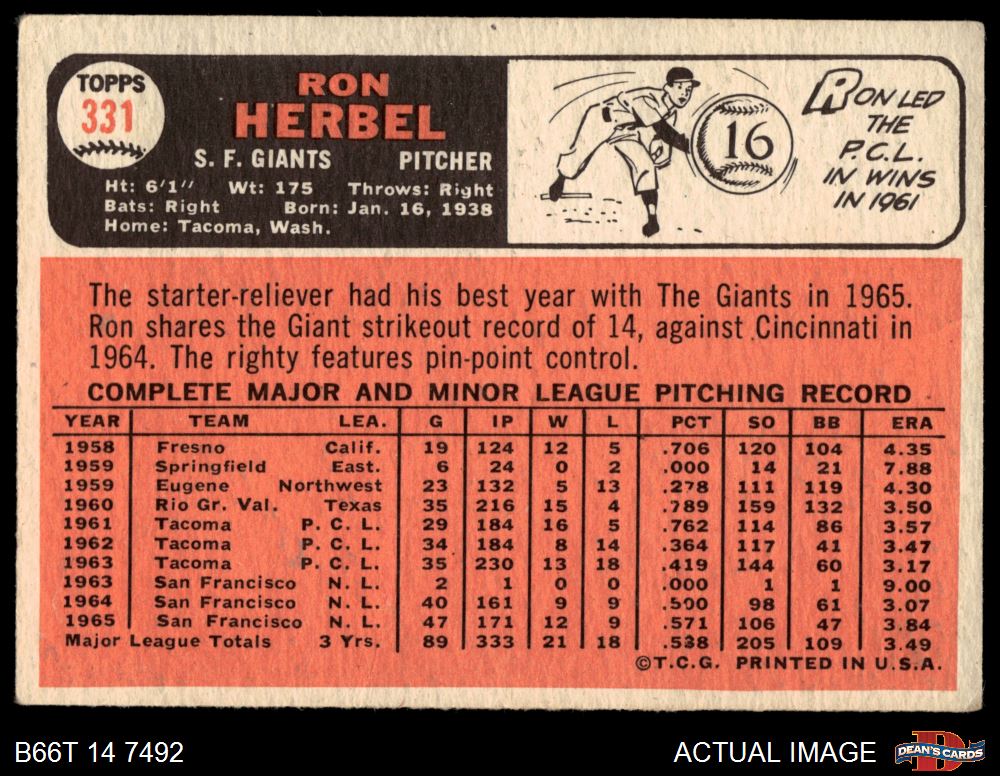 TOPPS
331
RON
HERBEL
S. F. GIANTS PITCHER
Ht: 6'1" Wt: 175 Throws: Right
Bats: Right Born: Jan. 16, 1938
Home: Tacoma, Wash.
16
RON LED
THE
P.C.L.
IN WINS
IN 1961
The starter-reliever had his best year with The Giants in 1965.
Ron shares the Giant strikeout record of 14, against Cincinnati in
1964. The righty features pin-point control.
COMPLETE MAJOR AND MINOR LEAGUE PITCHING RECORD
YEAR TEAM LEA. G IP W L PCT SO BB ERA
1958 Fresno Calif. 19 124 12 5 .706 120 104 4.35
1959 Springfield East. 6 24 0 2 .000 14 21 7.88
1959 Eugene Northwest 23 132 5 13 .278 111 119 4.30
1960 Rio Gr. Val. Texas 35 216 15 4 .789 159 132 3.50
1961 Tacoma P. C. L. 29 184 16 5 .762 114 86 3.57
1962 Tacoma P. C. L. 34 184 8 14 .364 117 41 3.47
1963 Tacoma P. C. L. 35 230 13 18 .419 144 60 3.17
1963 San Francisco N. L. 2 1 0 0 .000 1 1 9.00
1964 San Francisco N. L. 40 161 9 9 .500 98 61 3.07
1965 San Francisco N. L. 47 171 12 9 .571 106 47 3.84
Major League Totals 3 Yrs. 89 333 21 18 .538 205 109 3.49
©T.C.G. PRINTED IN U.S.A.
B66T 14 7492
ACTUAL IMAGE
DEAN'S CARDS